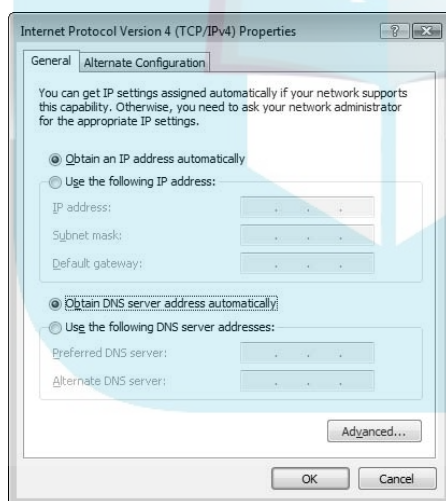 Internet Protocol Version 4 (TCP/IPv4) Properties
General
Alternate Configuration
You can get IP settings assigned automatically if your network supports
this capability. Otherwise, you need to ask your network administrator
for the appropriate IP settings.
Obtain an IP address automatically
Use the following IP address:
IP address:
Subnet mask:
Default gateway:
Obtain DNS server address automatically
Use the following DNS server addresses:
Preferred DNS server:
Alternate DNS server:
Advanced...
OK
Cancel